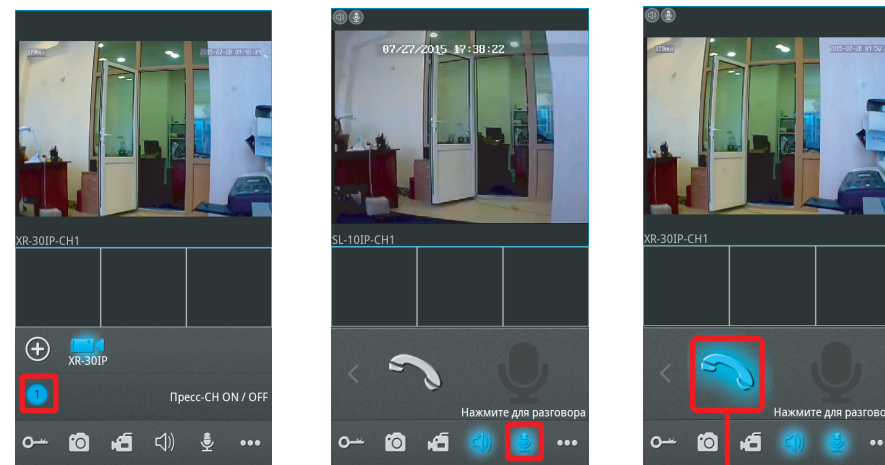 07/27/2015 17:38:22
XR-30IP-CH1
SL-10IP-CH1
XR-30IP-CH1
XR-30IP
1
Пресс-CH ON / OFF
Нажмите для разговора
Нажмите для разгово